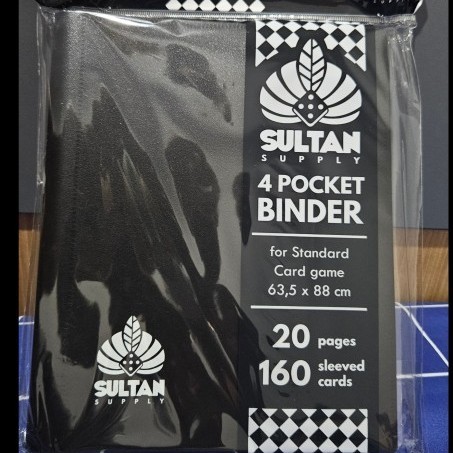 SULTAN
SUPPLY
4 POCKET
BINDER
for Standard
Card game
63,5 x 88 cm
20 pages
160 sleeved
cards
SULTAN
SUPPLY